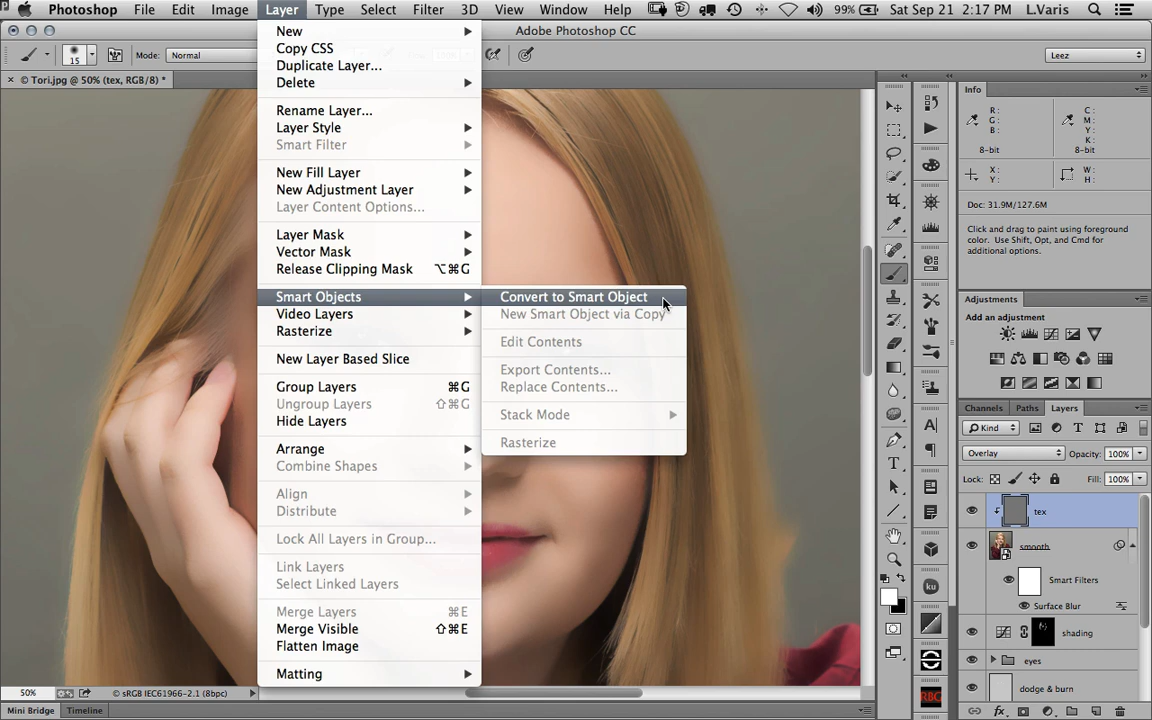 Photoshop File Edit Image Layer Type Select Filter 3D View Window Help 99% Sat Sep 21 2:17 PM L.Varis
Adobe Photoshop CC
15 Mode: Normal Leez
× © Tori.jpg @ 50% (tex, RGB/8) *
New
Copy CSS
Duplicate Layer...
Delete
Rename Layer...
Layer Style
Smart Filter
New Fill Layer
New Adjustment Layer
Layer Content Options...
Layer Mask
Vector Mask
Release Clipping Mask ⌥⌘G
Smart Objects
Video Layers
Rasterize
New Layer Based Slice
Group Layers ⌘G
Ungroup Layers ⇧⌘G
Hide Layers
Arrange
Combine Shapes
Align
Distribute
Lock All Layers in Group...
Link Layers
Select Linked Layers
Merge Layers ⌘E
Merge Visible ⇧⌘E
Flatten Image
Matting
Convert to Smart Object
New Smart Object via Copy
Edit Contents
Export Contents...
Replace Contents...
Stack Mode
Rasterize
Info
R: C:
G: M:
B: Y:
K:
8-bit 8-bit
X: W:
Y: H:
Doc: 31.9M/127.6M
Click and drag to paint using foreground
color. Use Shift, Opt, and Cmd for
additional options.
Adjustments
Add an adjustment
Channels Paths Layers
Kind
Overlay Opacity: 100%
Lock: Fill: 100%
tex
smooth
Smart Filters
Surface Blur
shading
eyes
dodge & burn
ku
RBG
50% © sRGB IEC61966-2.1 (8bpc)
Mini Bridge Timeline